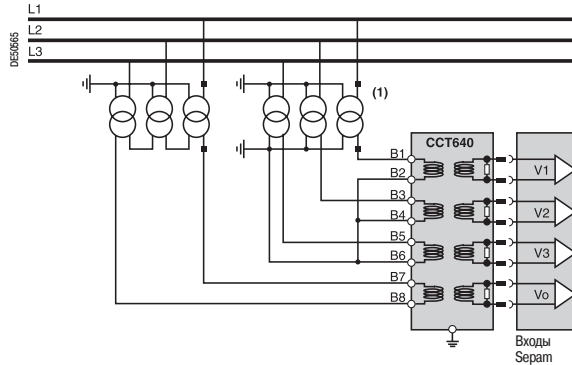 L1
L2
L3
DE50565
(1)
CCT640
B1
B2
B3
B4
B5
B6
B7
B8
V1
V2
V3
Vo
Входы
Sepam